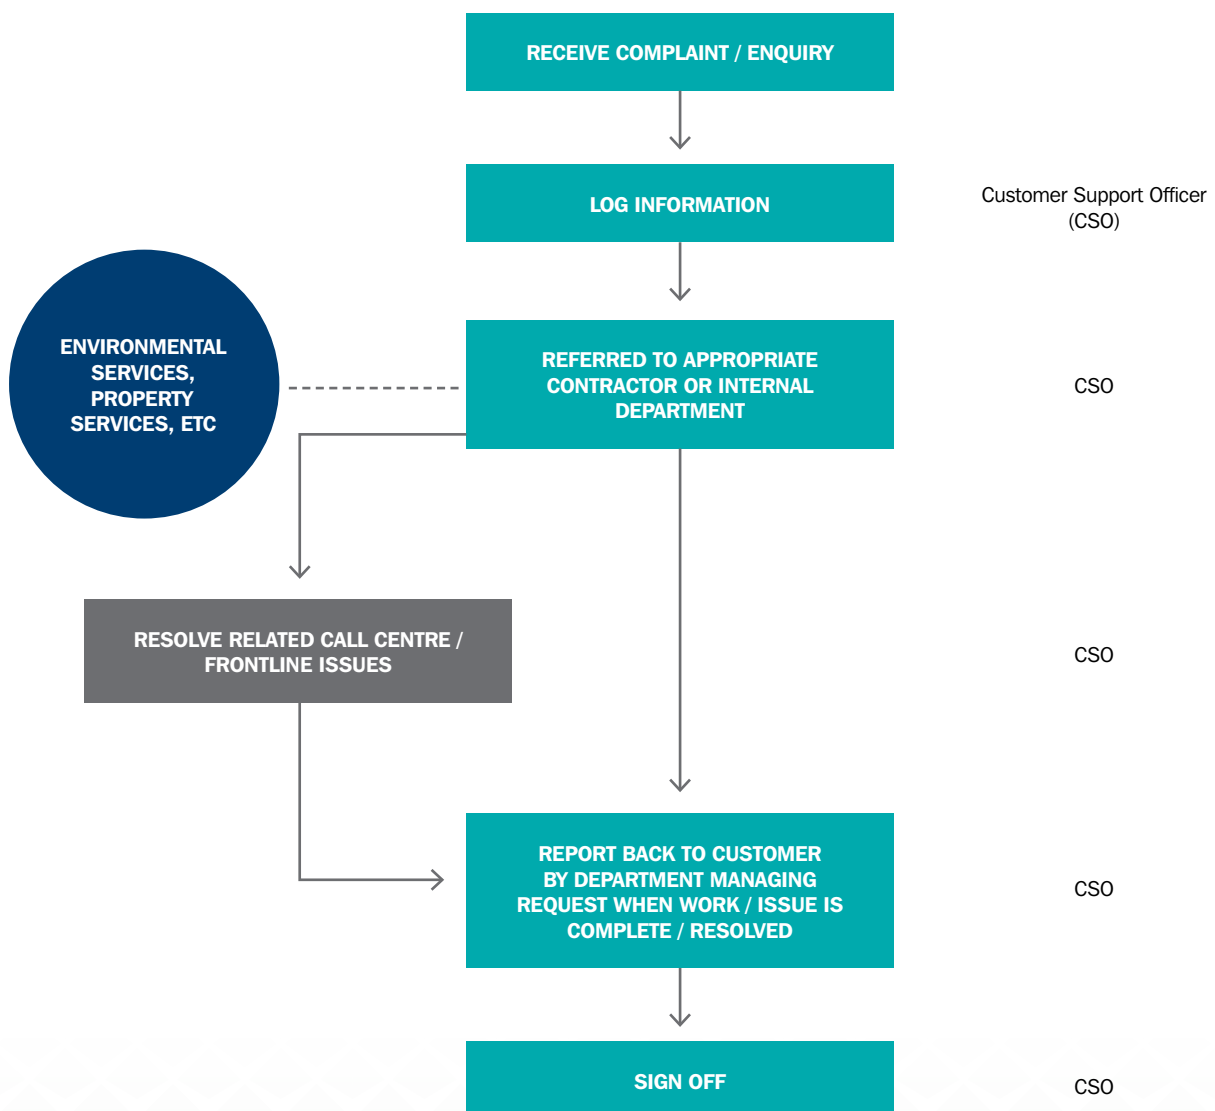 RECEIVE COMPLAINT / ENQUIRY
LOG INFORMATION
Customer Support Officer
(CSO)
ENVIRONMENTAL
SERVICES,
PROPERTY
SERVICES, ETC
REFERRED TO APPROPRIATE
CONTRACTOR OR INTERNAL
DEPARTMENT
CSO
RESOLVE RELATED CALL CENTRE /
FRONTLINE ISSUES
CSO
REPORT BACK TO CUSTOMER
BY DEPARTMENT MANAGING
REQUEST WHEN WORK / ISSUE IS
COMPLETE / RESOLVED
CSO
SIGN OFF
CSO